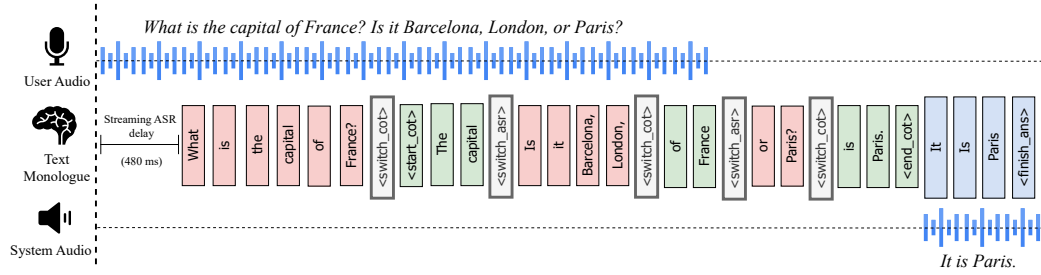 What is the capital of France? Is it Barcelona, London, or Paris?
User Audio
Streaming ASR
delay
(480 ms)
Text
Monologue
What
is
the
capital
of
France?
<switch_cot>
<start_cot>
The
capital
<switch_asr>
Is
it
Barcelona,
London,
<switch_cot>
of
France
<switch_asr>
or
Paris?
<switch_cot>
is
Paris.
<end_cot>
It
Is
Paris
<finish_ans>
System Audio
It is Paris.